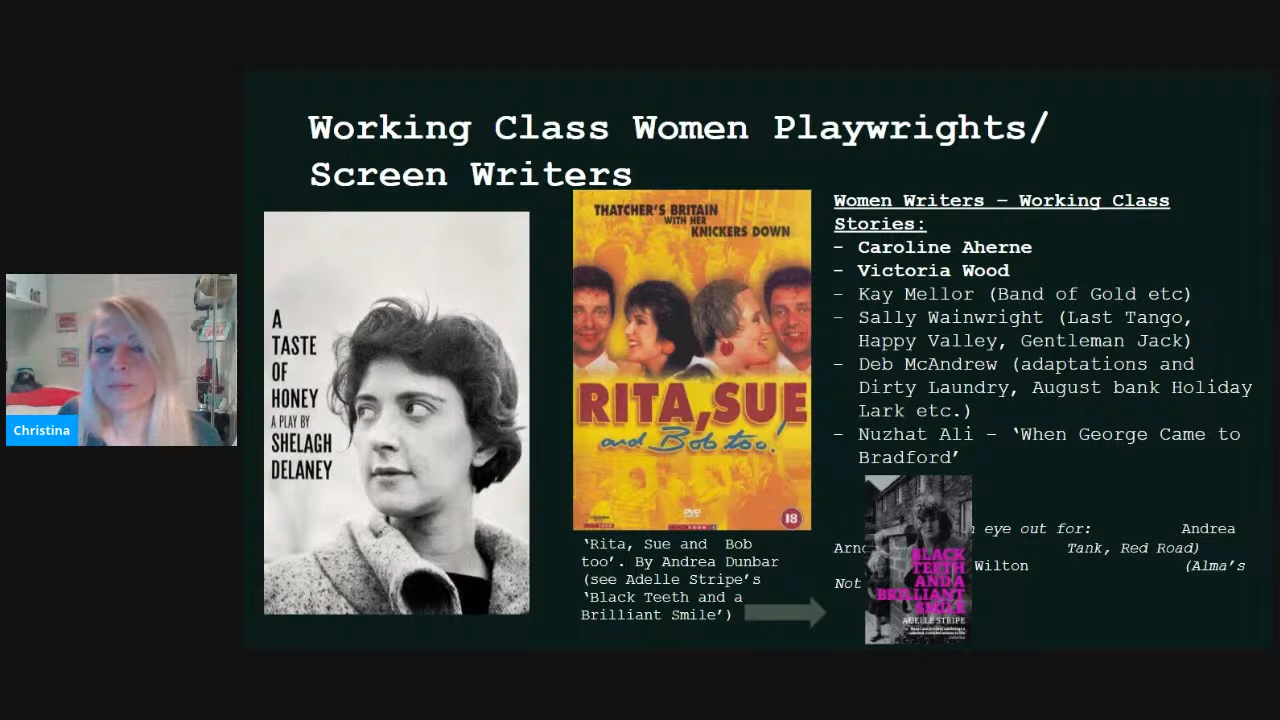 Working Class Women Playwrights/
Screen Writers
Christina
A
TASTE
OF
HONEY
A PLAY BY
SHELAGH
DELANEY
THATCHER'S BRITAIN
WITH HER
KNICKERS DOWN
RITA, SUE
and Bob too!
DVD
18
'Rita, Sue and Bob
too'. By Andrea Dunbar
(see Adelle Stripe's
'Black Teeth and a
Brilliant Smile')
Women Writers – Working Class
Stories:
- Caroline Aherne
- Victoria Wood
- Kay Mellor (Band of Gold etc)
- Sally Wainwright (Last Tango,
Happy Valley, Gentleman Jack)
- Deb McAndrew (adaptations and
Dirty Laundry, August bank Holiday
Lark etc.)
- Nuzhat Ali – 'When George Came to
Bradford'
eye out for: Andrea
Tank, Red Road)
Wilton (Alma's
Not
BLACK
TEETH
AND A
BRILLIANT
SMILE
ADELLE STRIPE